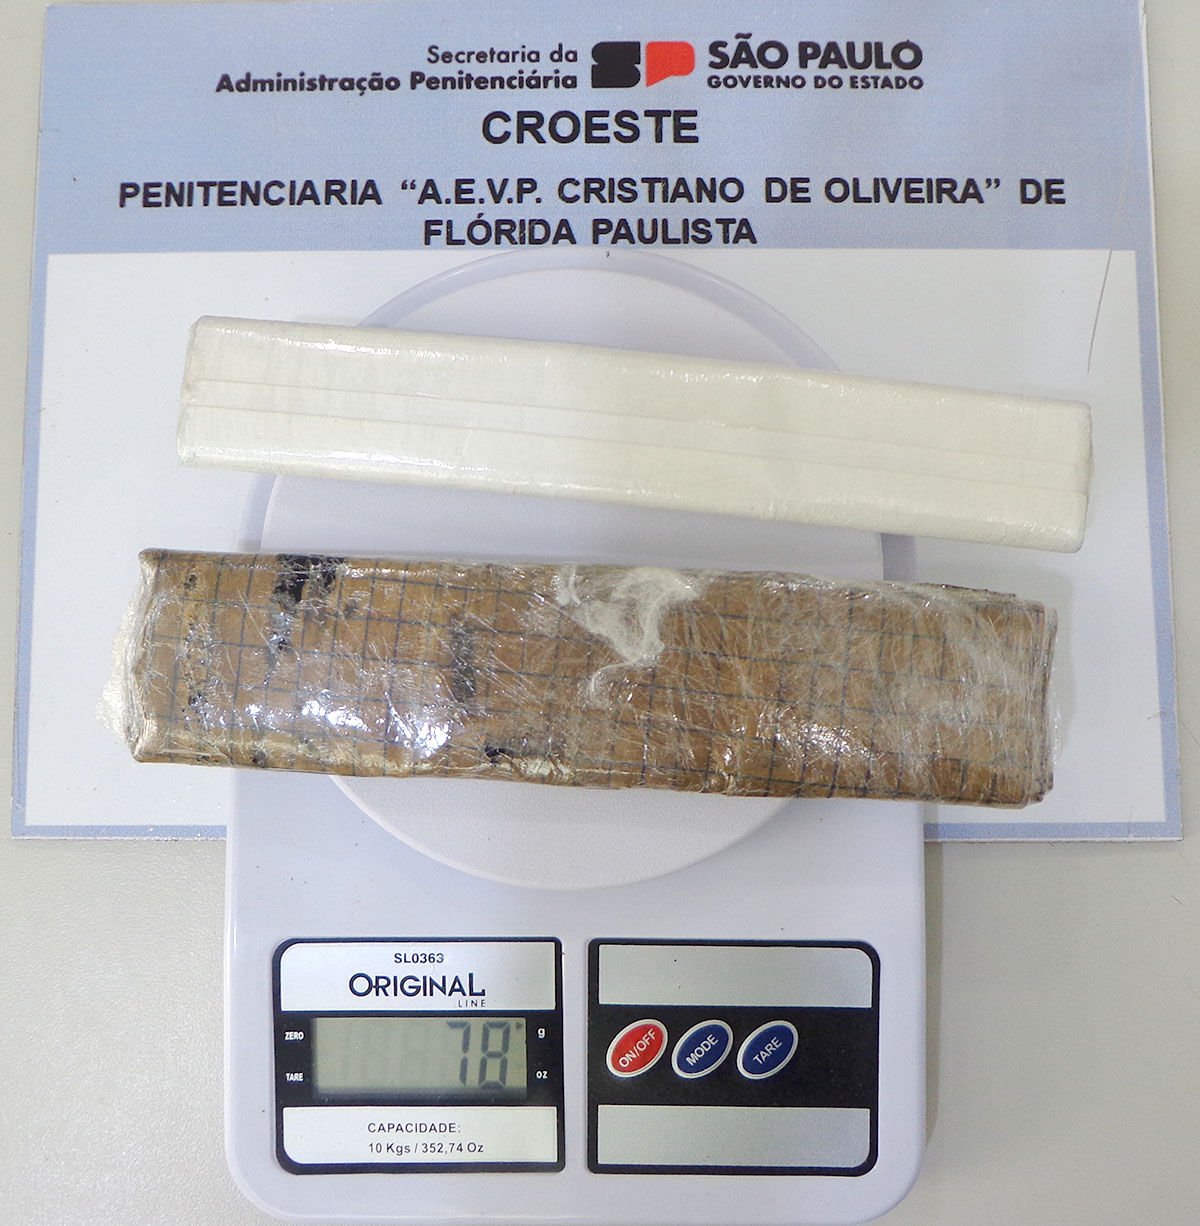 Secretaria da
Administração Penitenciária
SP
SÃO PAULO
GOVERNO DO ESTADO
CROESTE
PENITENCIARIA “A.E.V.P. CRISTIANO DE OLIVEIRA” DE
FLÓRIDA PAULISTA
SL0363
ORIGINAL
LINE
ZERO
TARE
78
g
oz
CAPACIDADE:
10 Kgs / 352,74 Oz
ON/OFF
MODE
TARE